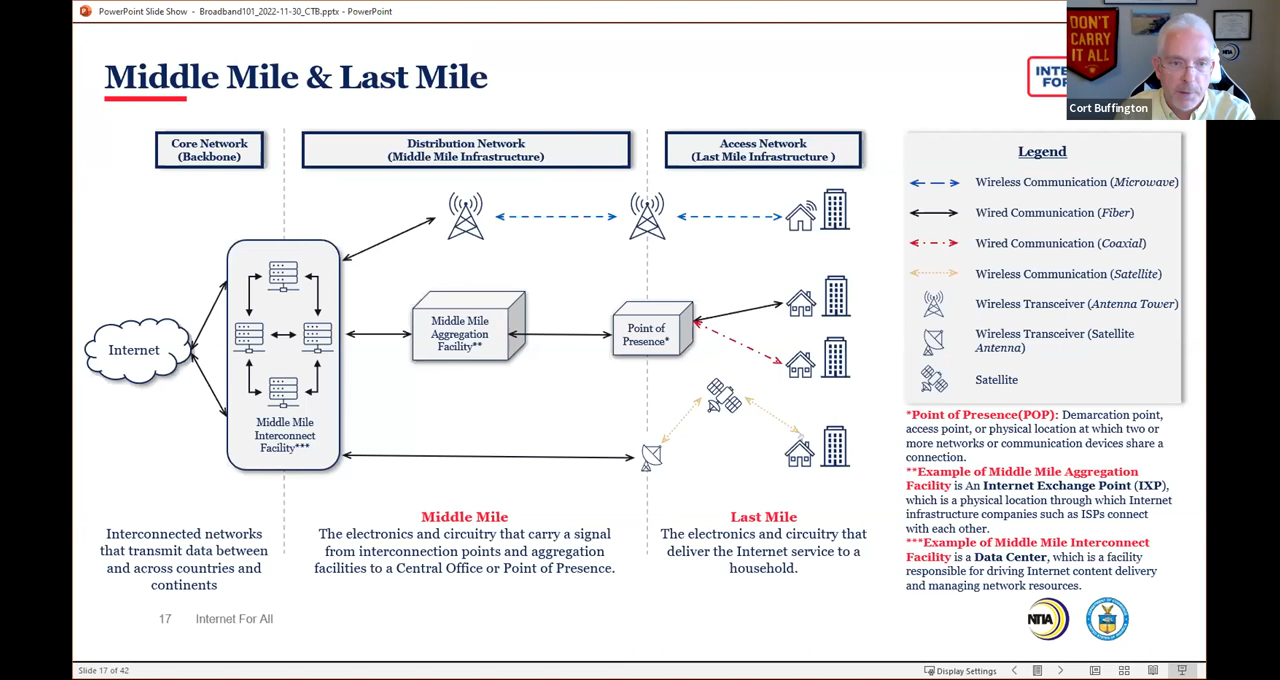 PowerPoint Slide Show - Broadband101_2022-11-30_CTB.pptx - PowerPoint
Middle Mile & Last Mile
DON'T
CARRY
IT ALL
Cort Buffington
Core Network
(Backbone)
Distribution Network
(Middle Mile Infrastructure)
Access Network
(Last Mile Infrastructure )
Internet
Middle Mile
Interconnect
Facility***
Middle Mile
Aggregation
Facility**
Point of
Presence*
Legend
Wireless Communication (Microwave)
Wired Communication (Fiber)
Wired Communication (Coaxial)
Wireless Communication (Satellite)
Wireless Transceiver (Antenna Tower)
Wireless Transceiver (Satellite
Antenna)
Satellite
*Point of Presence(POP): Demarcation point,
access point, or physical location at which two or
more networks or communication devices share a
connection.
**Example of Middle Mile Aggregation
Facility is An Internet Exchange Point (IXP),
which is a physical location through which Internet
infrastructure companies such as ISPs connect
with each other.
***Example of Middle Mile Interconnect
Facility is a Data Center, which is a facility
responsible for driving Internet content delivery
and managing network resources.
Interconnected networks
that transmit data between
and across countries and
continents
Middle Mile
The electronics and circuitry that carry a signal
from interconnection points and aggregation
facilities to a Central Office or Point of Presence.
Last Mile
The electronics and circuitry that
deliver the Internet service to a
household.
17 Internet For All
NTIA
Slide 17 of 42
Display Settings